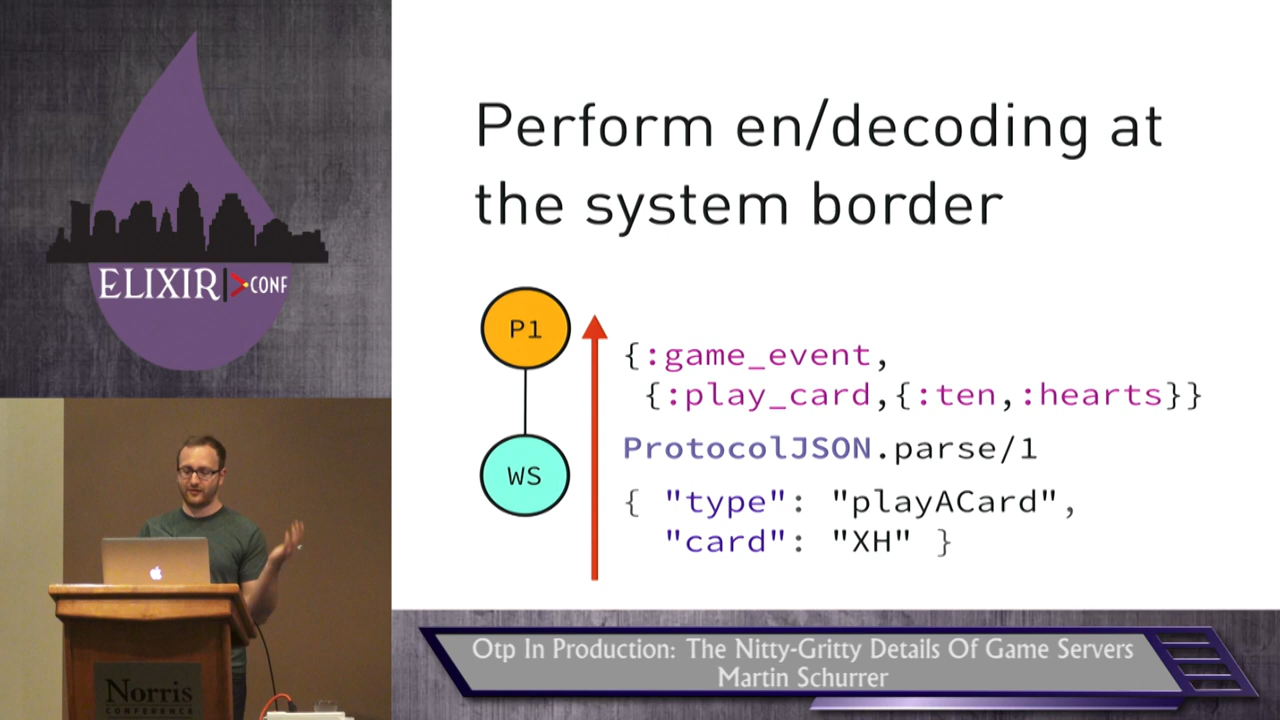 ELIXIR
CONF
Perform en/decoding at
the system border
P1
WS
{:game_event,
{:play_card,{:ten,:hearts}}
ProtocolJSON.parse/1
{ "type": "playACard",
"card": "XH" }
Norris
CONFERENCE
Otp In Production: The Nitty-Gritty Details Of Game Servers
Martin Schurrer